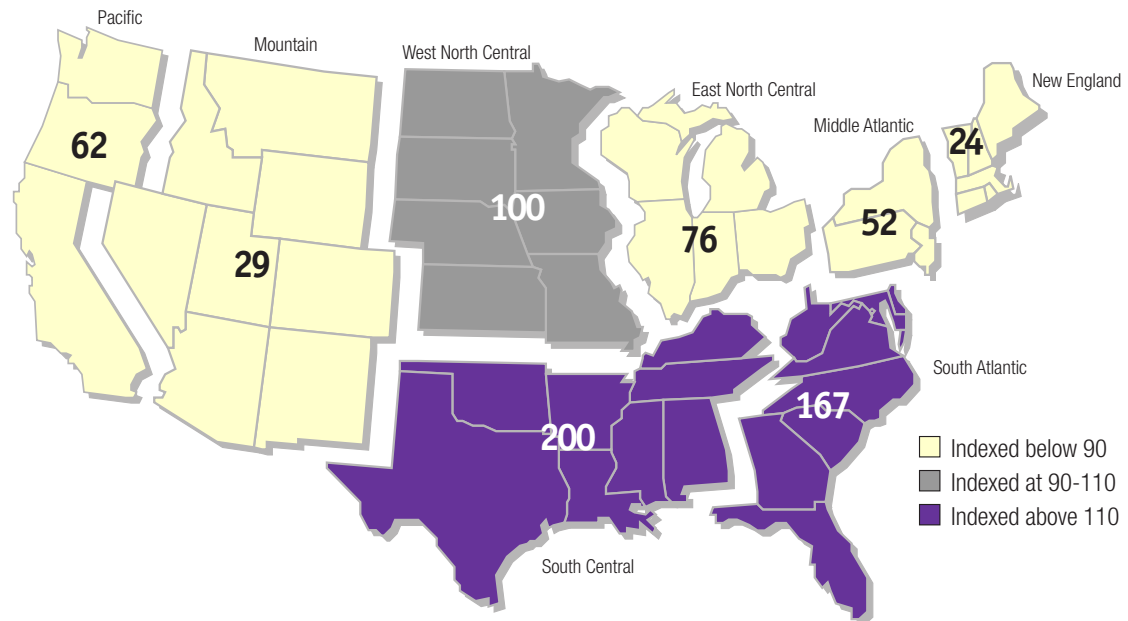 Pacific
Mountain
West North Central
East North Central
New England
Middle Atlantic
62
24
100
52
76
29
South Atlantic
167
200
Indexed below 90
Indexed at 90-110
Indexed above 110
South Central